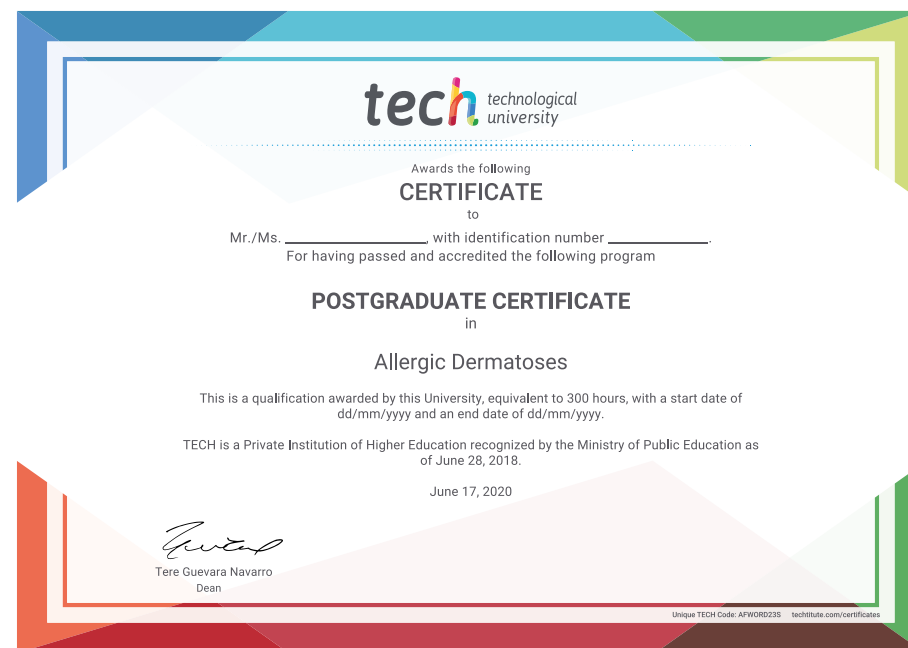 tech technological
university
Awards the following
CERTIFICATE
to
Mr./Ms. ____________, with identification number ____________.
For having passed and accredited the following program
POSTGRADUATE CERTIFICATE
in
Allergic Dermatoses
This is a qualification awarded by this University, equivalent to 300 hours, with a start date of
dd/mm/yyyy and an end date of dd/mm/yyyy.
TECH is a Private Institution of Higher Education recognized by the Ministry of Public Education as
of June 28, 2018.
June 17, 2020
Tere Guevara Navarro
Dean
Unique TECH Code: AFWORD23S techtitute.com/certificates